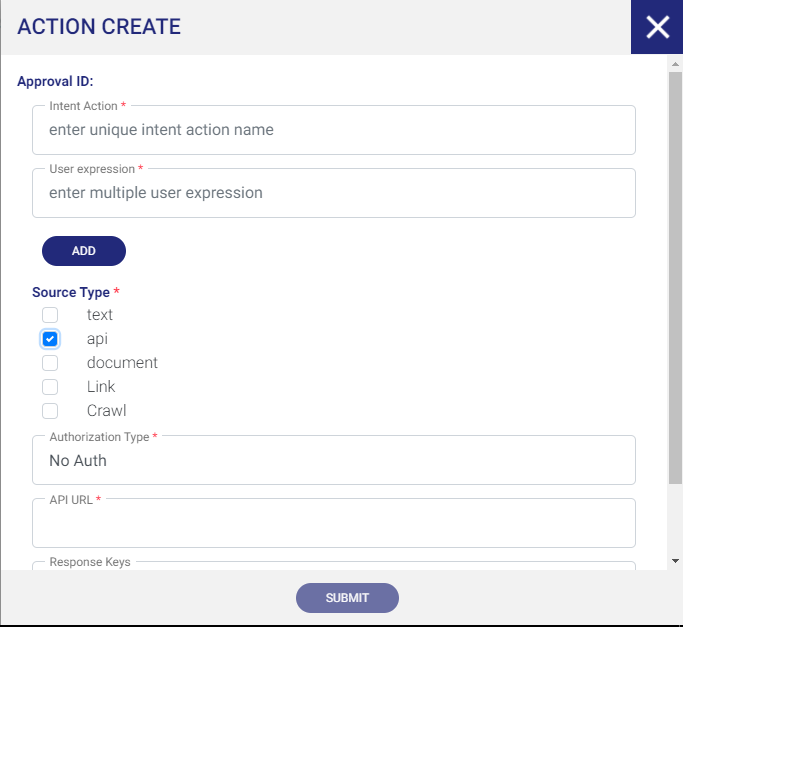 ACTION CREATE
Approval ID:
Intent Action *
enter unique intent action name
User expression *
enter multiple user expression
ADD
Source Type *
text
api
document
Link
Crawl
Authorization Type *
No Auth
API URL *
Response Keys
SUBMIT